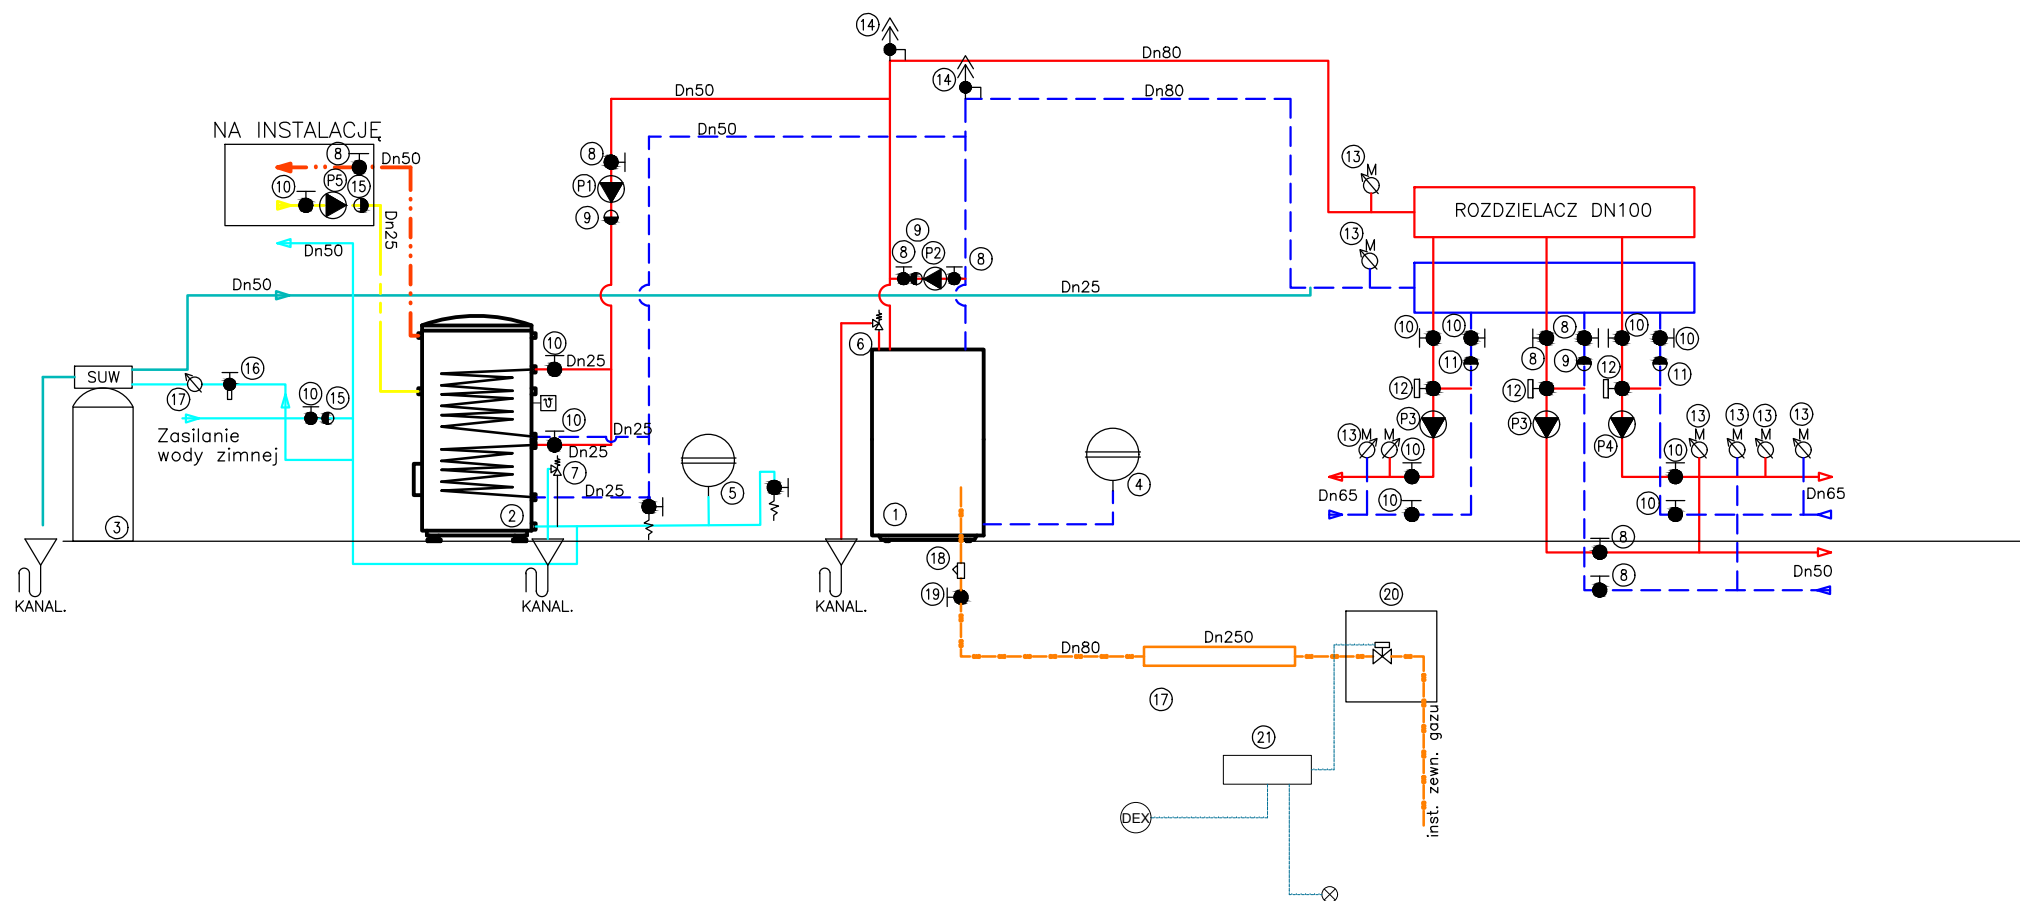 14
Dn80
14
Dn50
Dn80
NA INSTALACJĘ
Dn50
8
Dn50
8
13
M
10
P5
15
P1
9
Dn25
ROZDZIELACZ DN100
9
8
P2
8
13
M
Dn50
Dn50
Dn25
6
10
10
8
10
10
8
9
11
12
11
SUW
16
17
10
15
10
Dn25
12
12
Zasilanie
wody zimnej
10
Dn25
Dn25
7
Dn25
5
4
P3
P3
P4
13
M
M
10
13
M
13
M
13
M
13
M
10
Dn65
10
10
Dn65
3
2
1
8
8
Dn50
18
19
KANAL.
KANAL.
KANAL.
20
Dn80
Dn250
17
inst. zewn. gazu
21
DEX